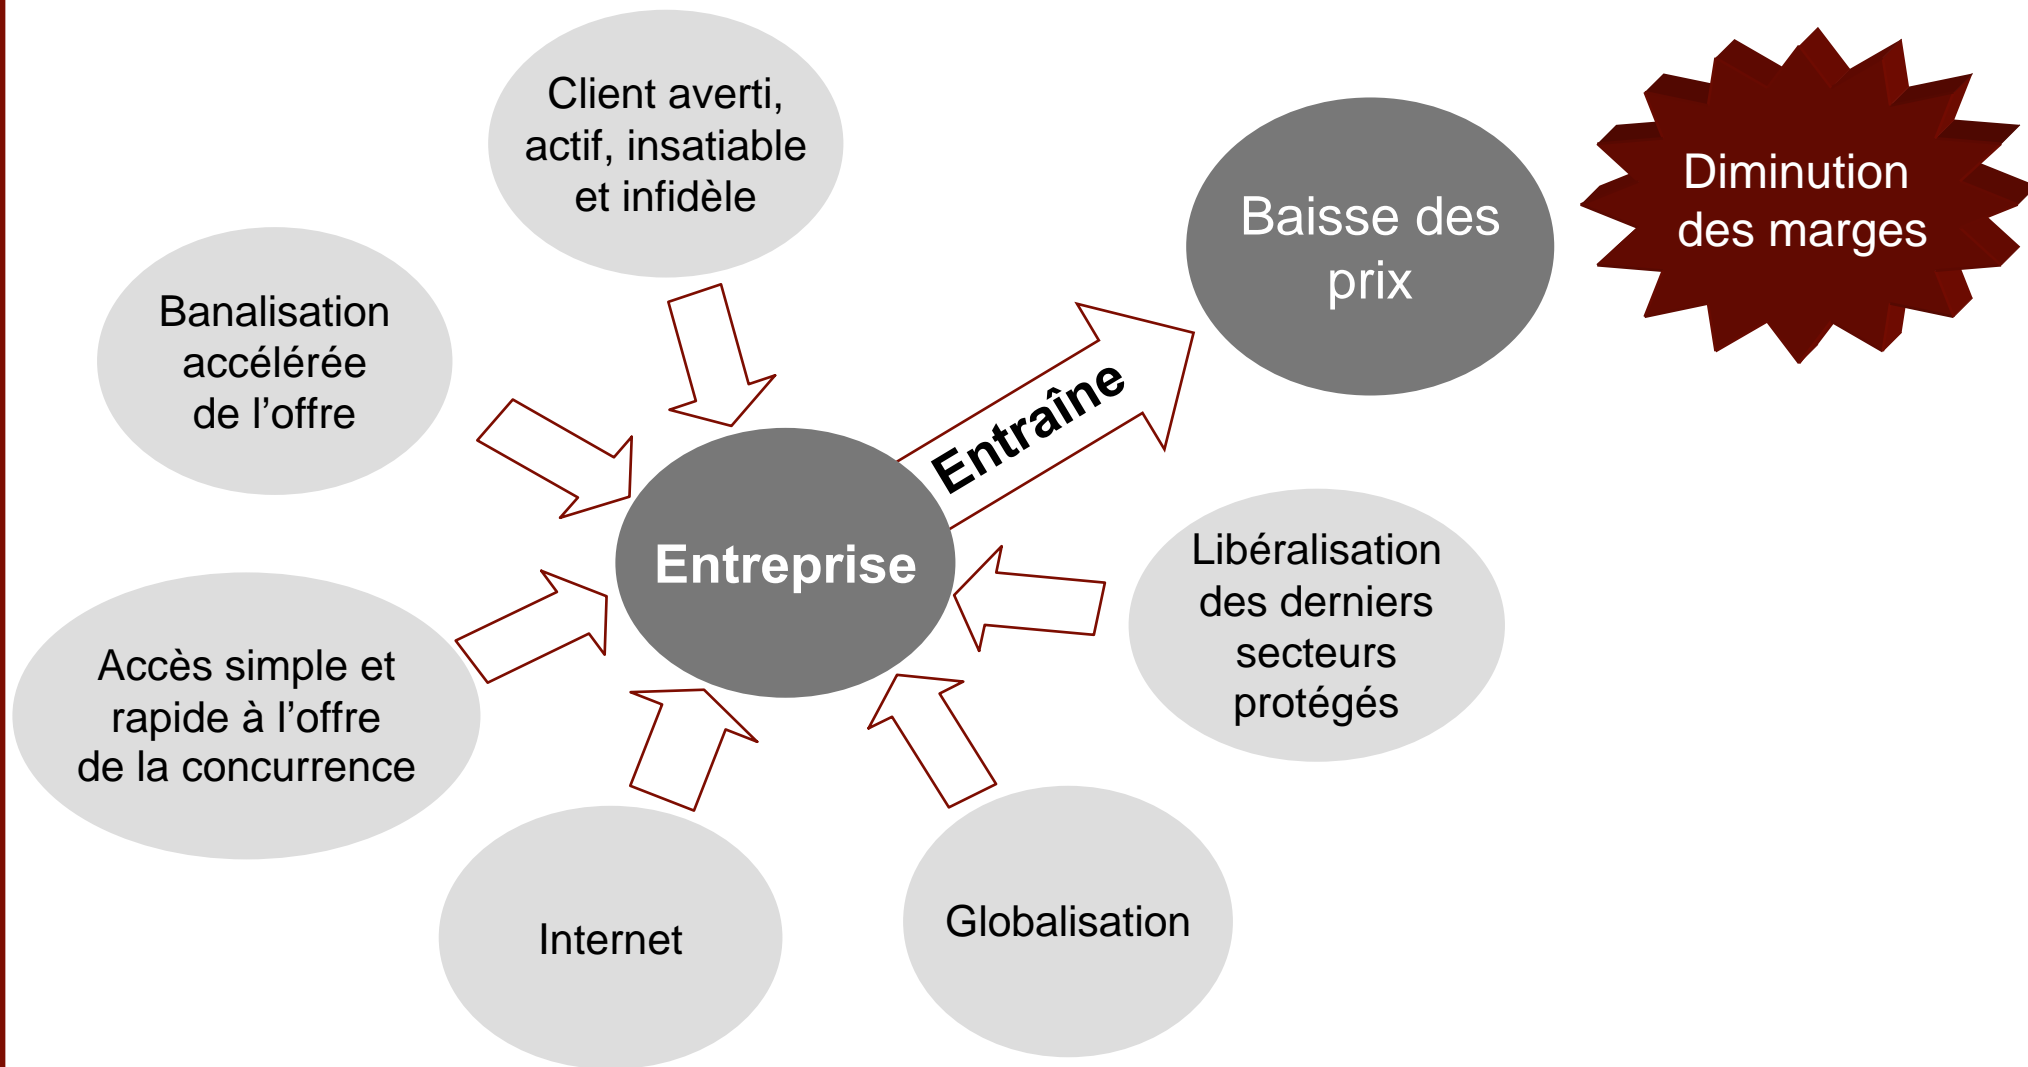 Client averti,
actif, insatiable
et infidèle
Baisse des
prix
Diminution
des marges
Banalisation
accélérée
de l’offre
Entraîne
Entreprise
Libéralisation
des derniers
secteurs
protégés
Accès simple et
rapide à l’offre
de la concurrence
Internet
Globalisation